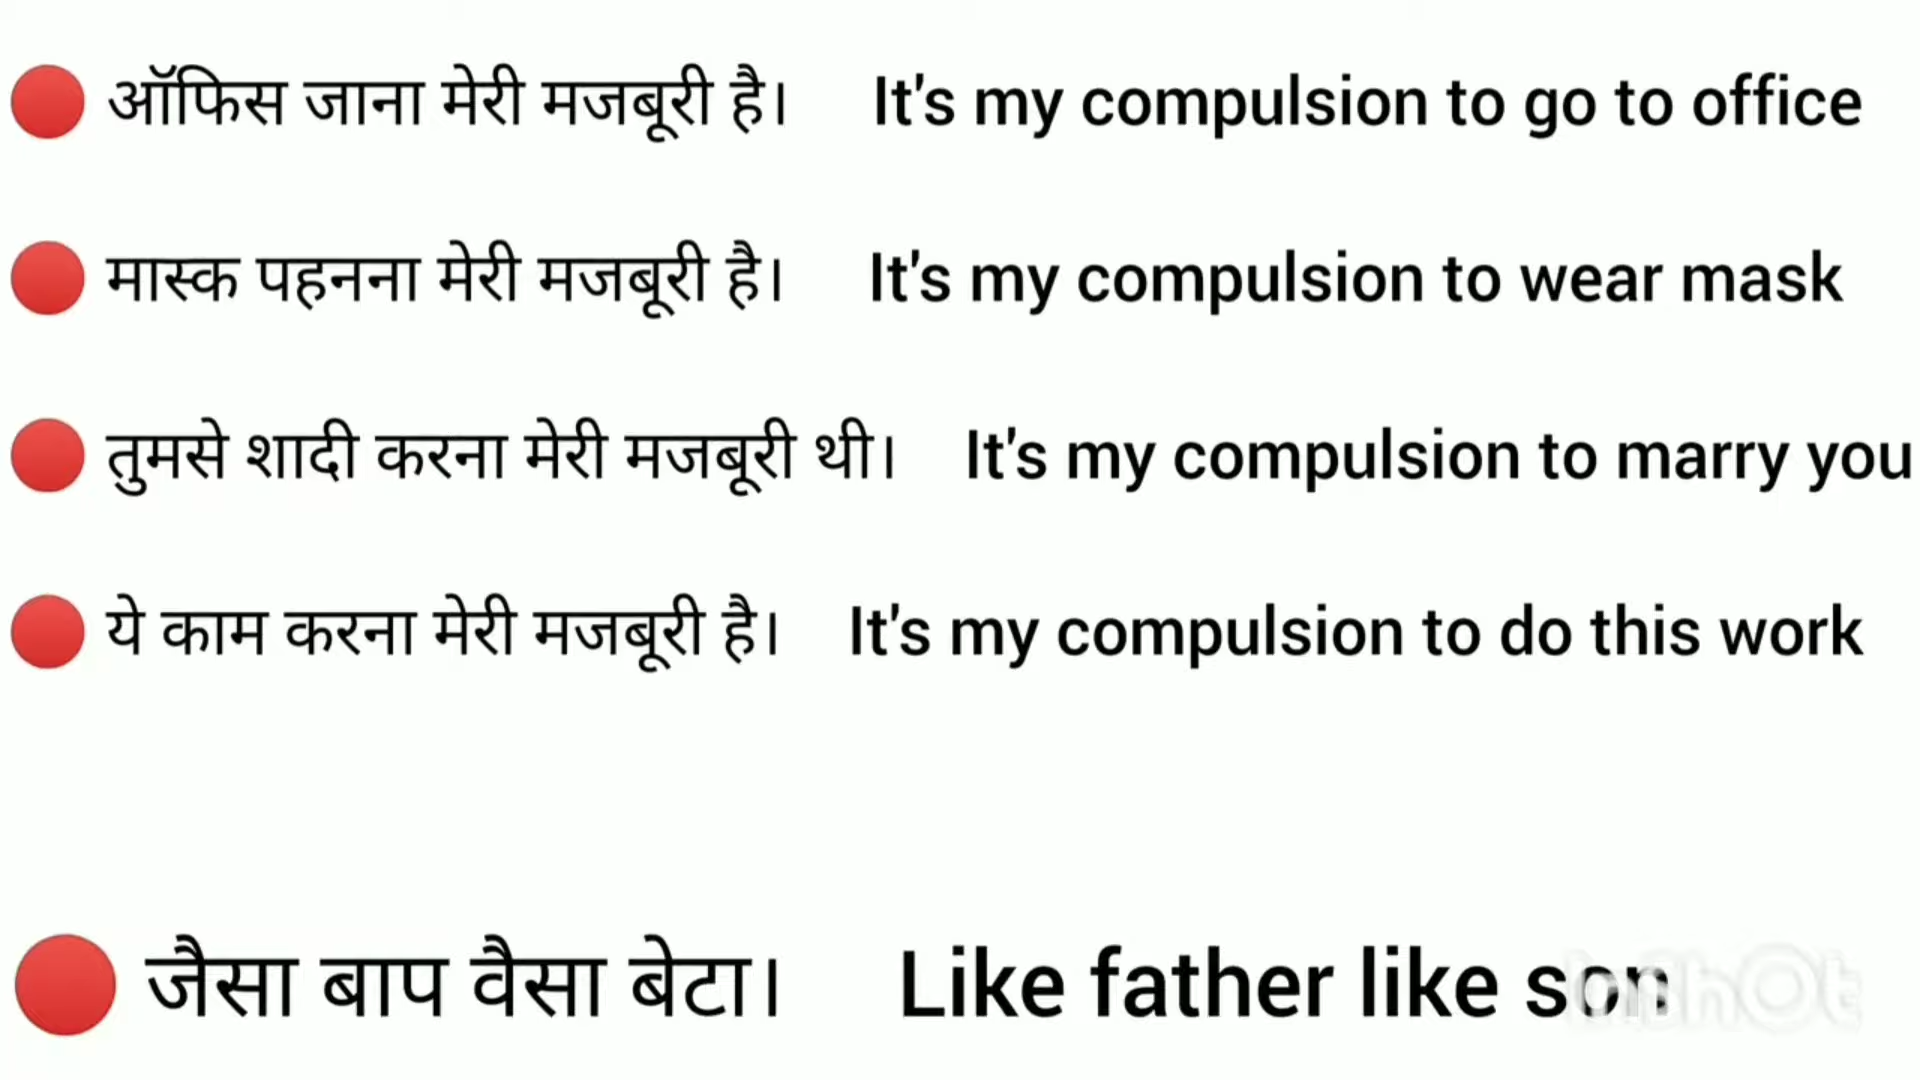 ऑफिस जाना मेरी मजबूरी है। It's my compulsion to go to office
मास्क पहनना मेरी मजबूरी है। It's my compulsion to wear mask
तुमसे शादी करना मेरी मजबूरी थी। It's my compulsion to marry you
ये काम करना मेरी मजबूरी है। It's my compulsion to do this work
जैसा बाप वैसा बेटा। Like father like son
InShOt